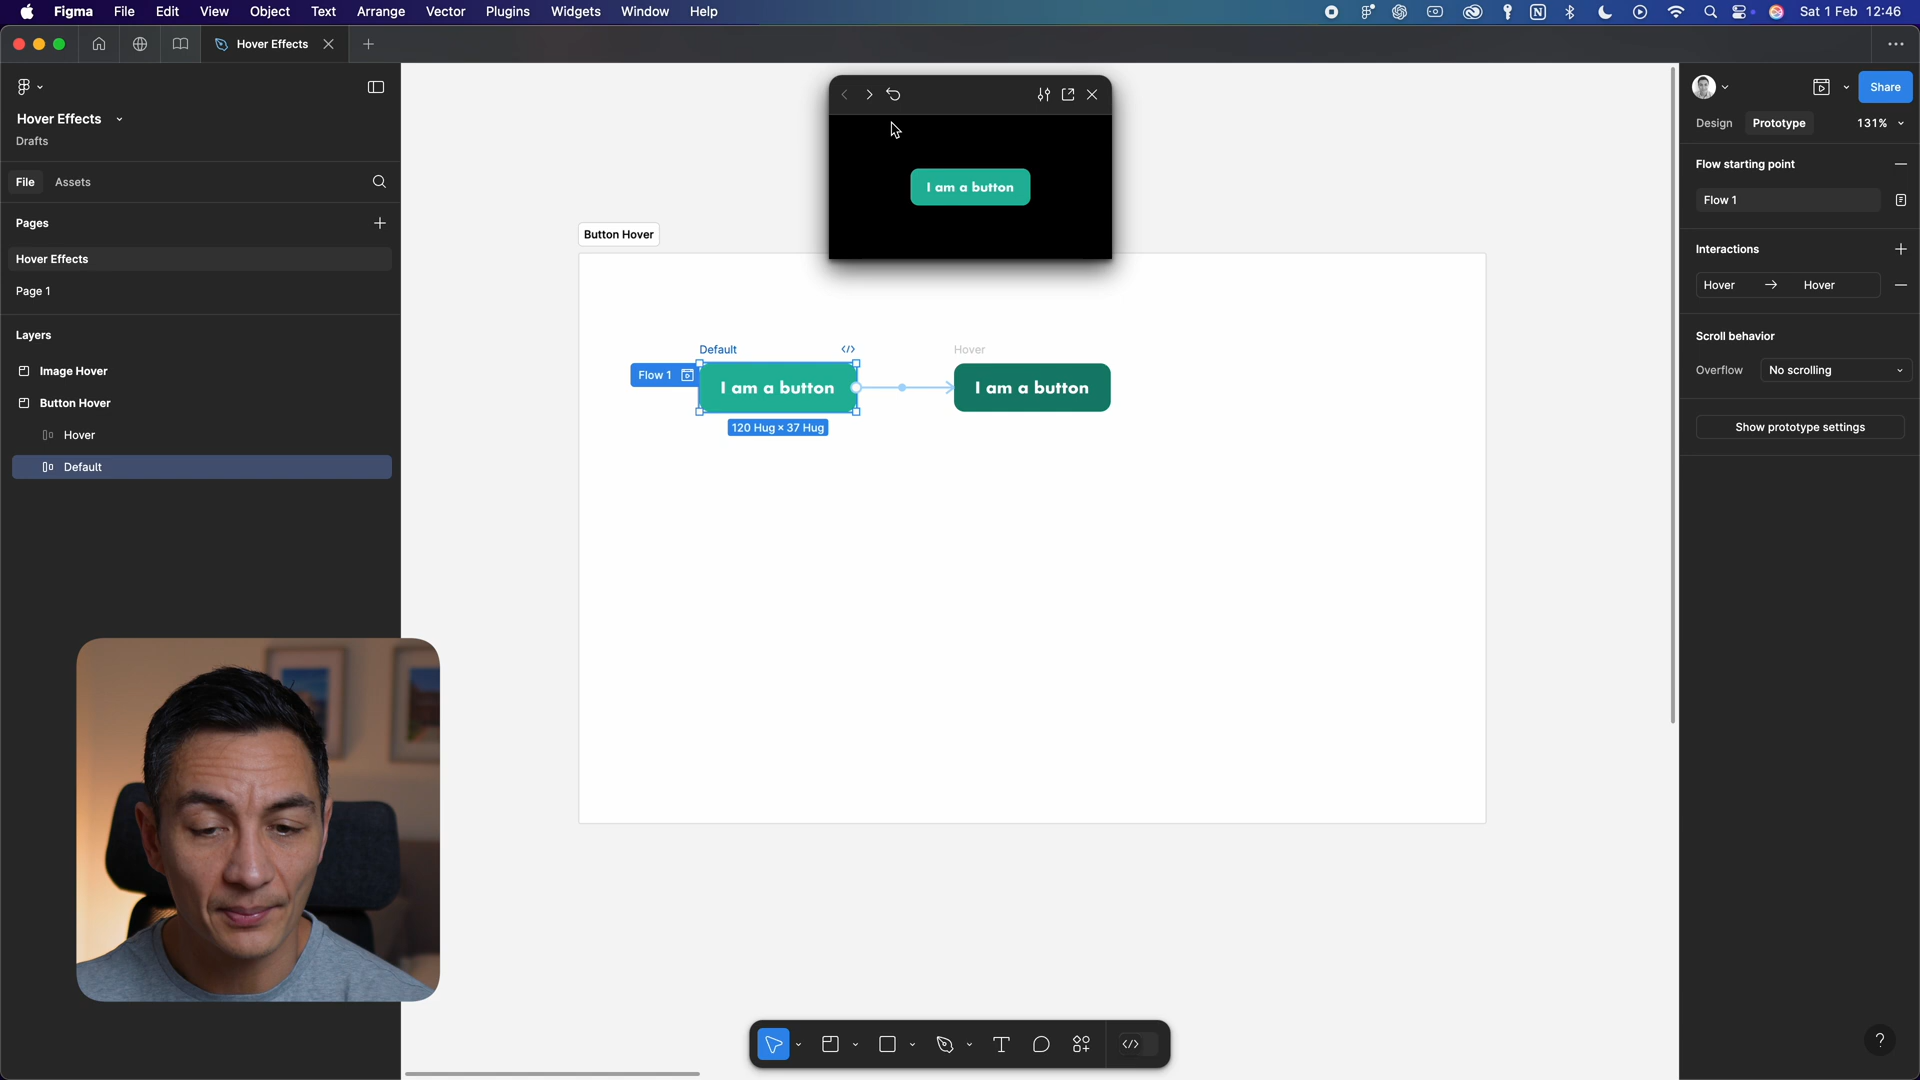 Figma File Edit View Object Text Arrange Vector Plugins Widgets Window Help Sat 1 Feb 12:46
Hover Effects
Hover Effects
Drafts
File Assets
Pages
Hover Effects
Page 1
Layers
Image Hover
Button Hover
Hover
Default
I am a button
Button Hover
Default </>
Hover
Flow 1
I am a button
I am a button
120 Hug × 37 Hug
Share
Design Prototype 131%
Flow starting point
Flow 1
Interactions
Hover → Hover
Scroll behavior
Overflow No scrolling
Show prototype settings
?